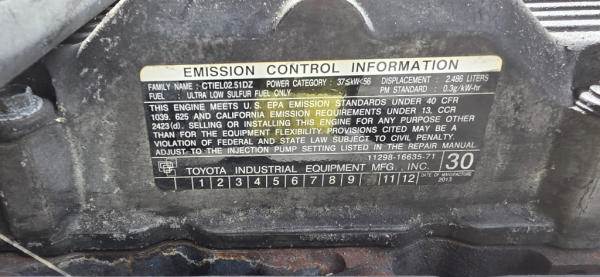 EMISSION CONTROL INFORMATION
FAMILY NAME : CTIEL02.51DZ POWER CATEGORY : 37≤kW<56 DISPLACEMENT : 2.486 LITERS
FUEL : ULTRA LOW SULFUR FUEL ONLY PM STANDARD : 0.3g/kW-hr
THIS ENGINE MEETS U.S. EPA EMISSION STANDARDS UNDER 40 CFR
1039. 625 AND CALIFORNIA EMISSION REQUIREMENTS UNDER 13. CCR
2423(d). SELLING OR INSTALLING THIS ENGINE FOR ANY PURPOSE OTHER
THAN FOR THE EQUIPMENT FLEXIBILITY. PROVISIONS MAY BE A
VIOLATION OF FEDERAL AND STATE LAW SUBJECT TO CIVIL PENALTY.
ADJUST TO THE INJECTION PUMP SETTING LISTED IN THE REPAIR MANUAL
11298-16635-71 30
TOYOTA INDUSTRIAL EQUIPMENT MFG., INC.
1 2 3 4 5 6 7 8 9 11 12 DATE OF MANUFACTURE 2013